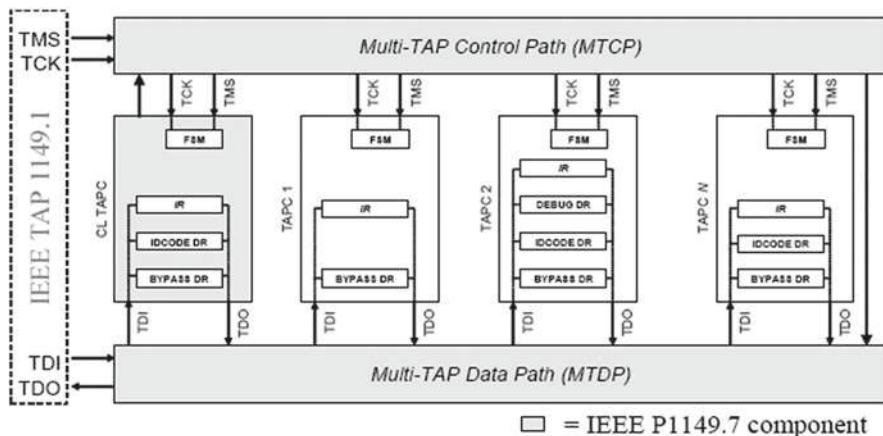 TMS
TCK
Multi-TAP Control Path (MTCP)
TCK
TMS
TCK
TMS
TCK
TMS
TCK
TMS
IEEE TAP 1149.1
CL TAPC
FSM
IR
IDCODE DR
BYPASS DR
TAPC 1
FSM
IR
BYPASS DR
TAPC 2
FSM
IR
DEBUG DR
IDCODE DR
BYPASS DR
TAPC N
FSM
IR
IDCODE DR
BYPASS DR
TDI
TDO
TDI
TDO
TDI
TDO
TDI
TDO
TDI
TDO
Multi-TAP Data Path (MTDP)
= IEEE P1149.7 component